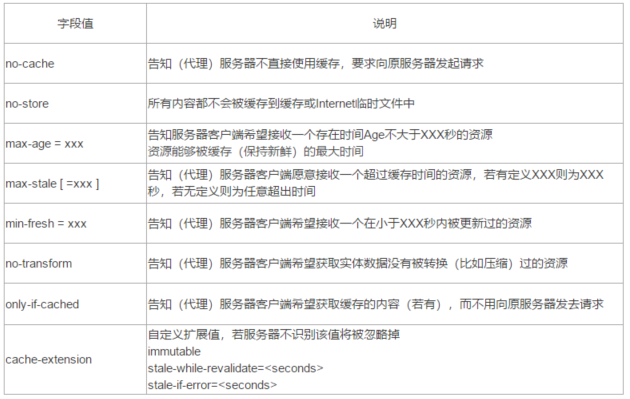 字段值 说明
no-cache 告知（代理）服务器不直接使用缓存，要求向原服务器发起请求
no-store 所有内容都不会被缓存到缓存或Internet临时文件中
max-age = xxx 告知服务器客户端希望接收一个存在时间Age不大于XXX秒的资源
资源能够被缓存（保持新鲜）的最大时间
max-stale [ =xxx ] 告知（代理）服务器客户端愿意接收一个超过缓存时间的资源，若有定义XXX则为XXX
秒，若无定义则为任意超出时间
min-fresh = xxx 告知（代理）服务器客户端希望接收一个在小于XXX秒内被更新过的资源
no-transform 告知（代理）服务器客户端希望获取实体数据没有被转换（比如压缩）过的资源
only-if-cached 告知（代理）服务器客户端希望获取缓存的内容（若有），而不用向原服务器发去请求
cache-extension 自定义扩展值，若服务器不识别该值将被忽略掉
immutable
stale-while-revalidate=<seconds>
stale-if-error=<seconds>